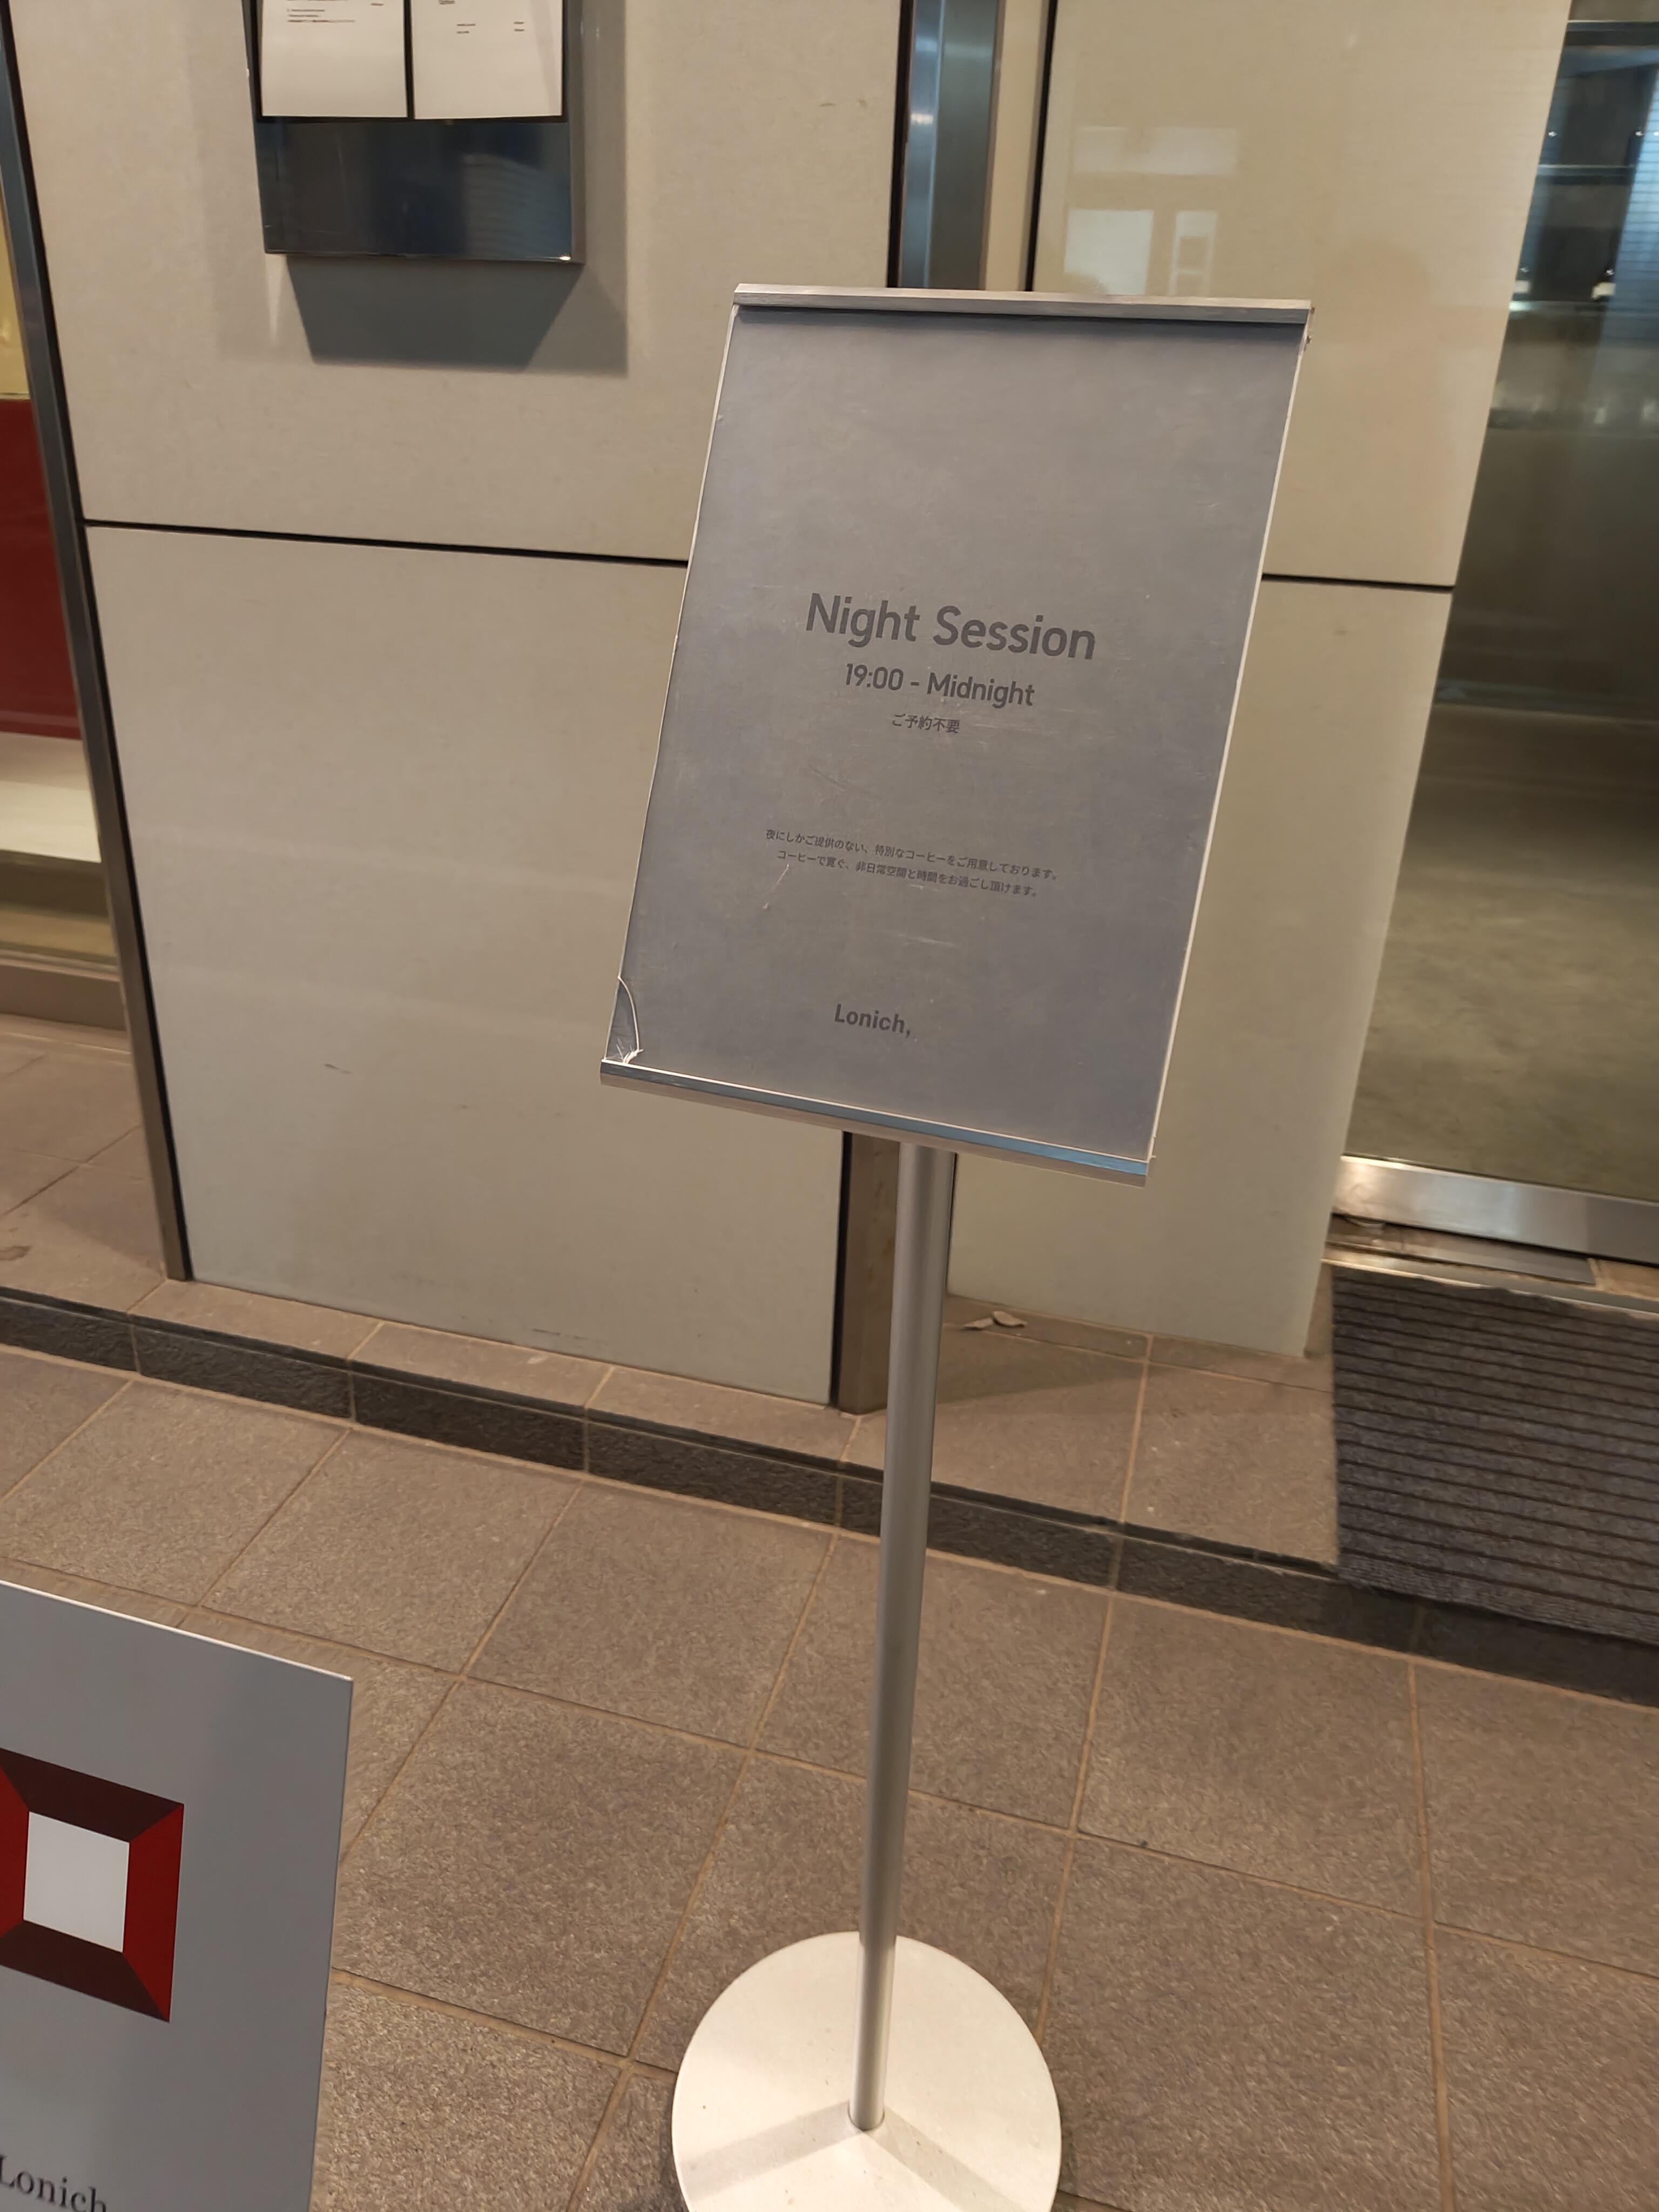 Night Session
19:00 - Midnight
ご予約不要
夜にしかご提供のない、特別なコーヒーをご用意しております。
コーヒーで寛ぐ、非日常空間と時間をお過ごし頂けます。
Lonich,
Lonich